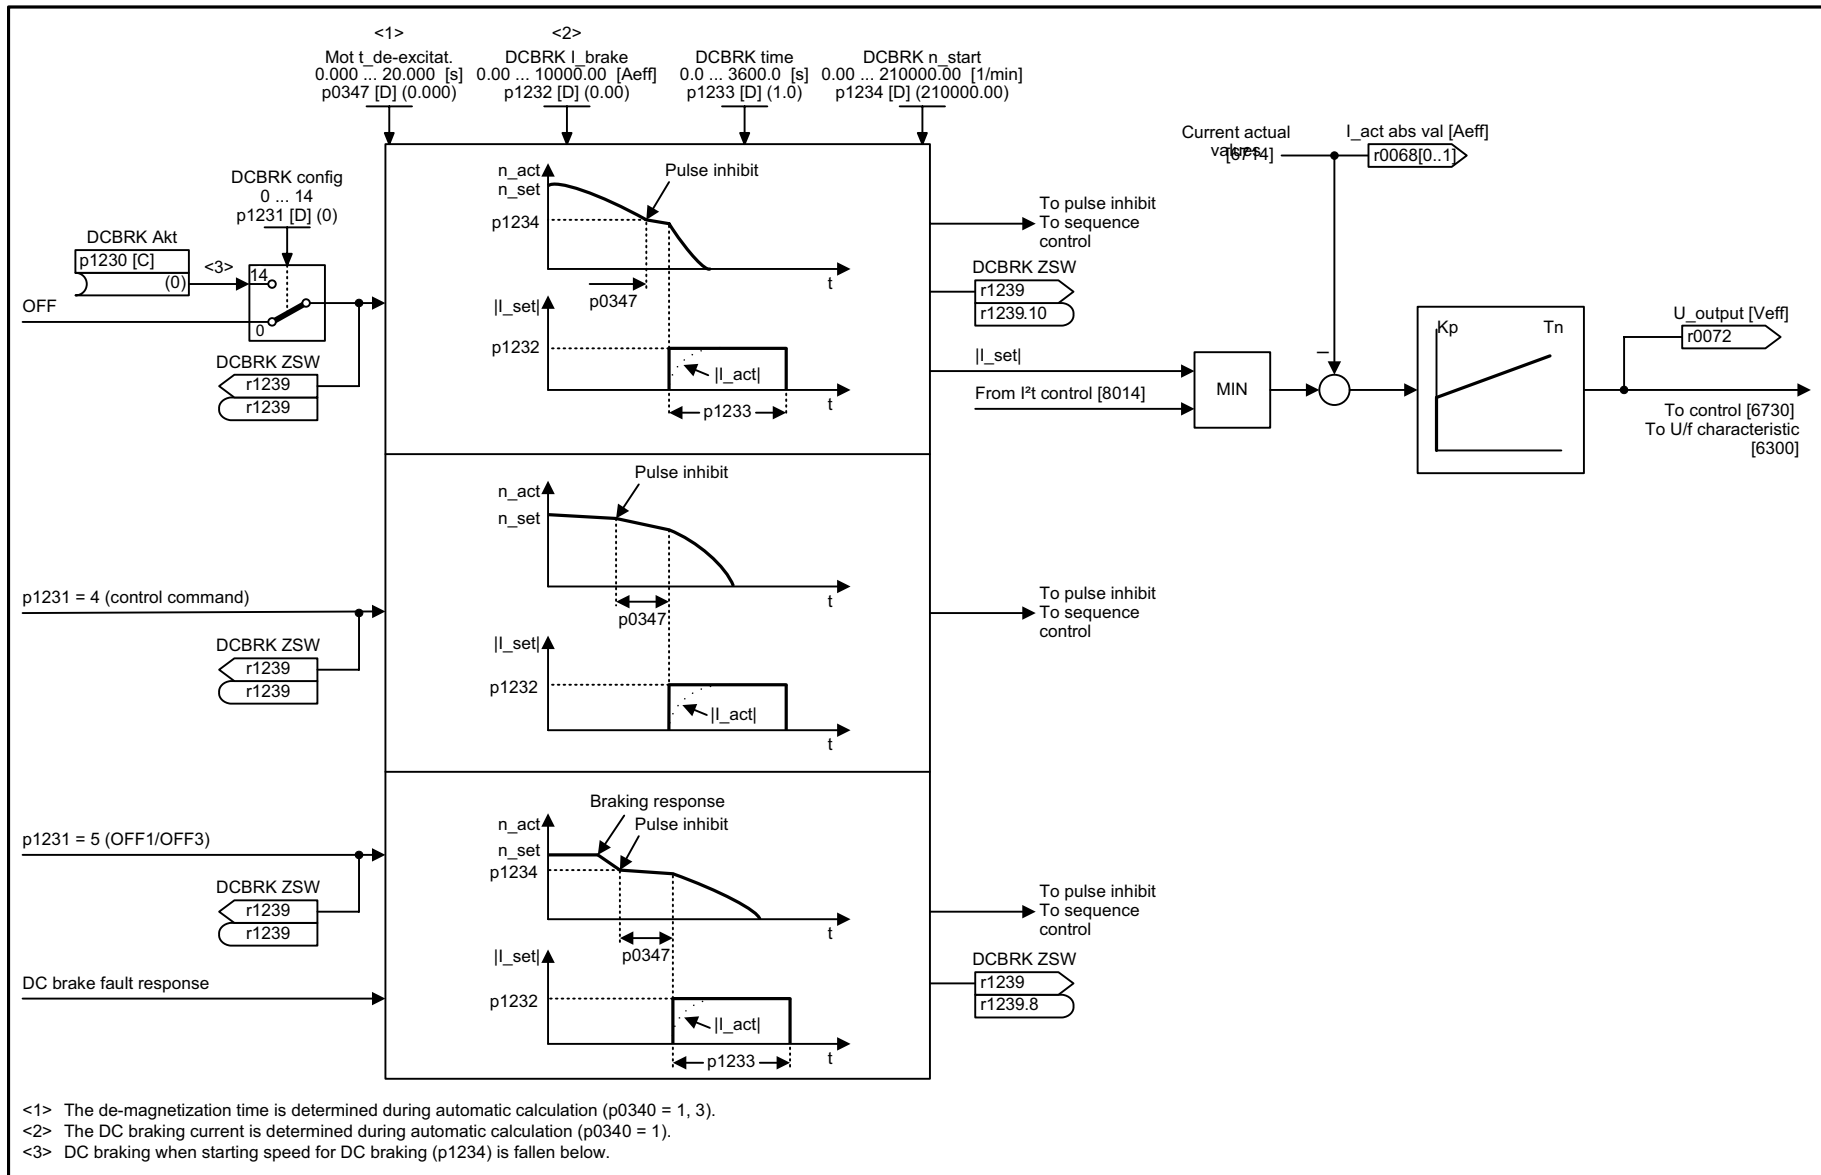 <1>
Mot t_de-excitat.
0.000 ... 20.000 [s]
p0347 [D] (0.000)
<2>
DCBRK I_brake
0.00 ... 10000.00 [Aeff]
p1232 [D] (0.00)
DCBRK time
0.0 ... 3600.0 [s]
p1233 [D] (1.0)
DCBRK n_start
0.00 ... 210000.00 [1/min]
p1234 [D] (210000.00)
DCBRK config
0 ... 14
p1231 [D] (0)
DCBRK Akt
p1230 [C]
(0)
<3>
14
0
OFF
DCBRK ZSW
r1239
r1239
n_act
n_set
p1234
Pulse inhibit
p0347
t
|I_set|
p1232
|I_act|
p1233
t
To pulse inhibit
To sequence
control
DCBRK ZSW
r1239
r1239.10
Current actual
values
[6714]
I_act abs val [Aeff]
r0068[0..1]
|I_set|
From I²t control [8014]
MIN
–
Kp
Tn
U_output [Veff]
r0072
To control [6730]
To U/f characteristic
[6300]
p1231 = 4 (control command)
DCBRK ZSW
r1239
r1239
Pulse inhibit
n_act
n_set
p0347
t
|I_set|
p1232
|I_act|
t
To pulse inhibit
To sequence
control
p1231 = 5 (OFF1/OFF3)
DCBRK ZSW
r1239
r1239
DC brake fault response
Braking response
Pulse inhibit
n_act
n_set
p1234
p0347
t
|I_set|
p1232
|I_act|
p1233
t
To pulse inhibit
To sequence
control
DCBRK ZSW
r1239
r1239.8
<1> The de-magnetization time is determined during automatic calculation (p0340 = 1, 3).
<2> The DC braking current is determined during automatic calculation (p0340 = 1).
<3> DC braking when starting speed for DC braking (p1234) is fallen below.